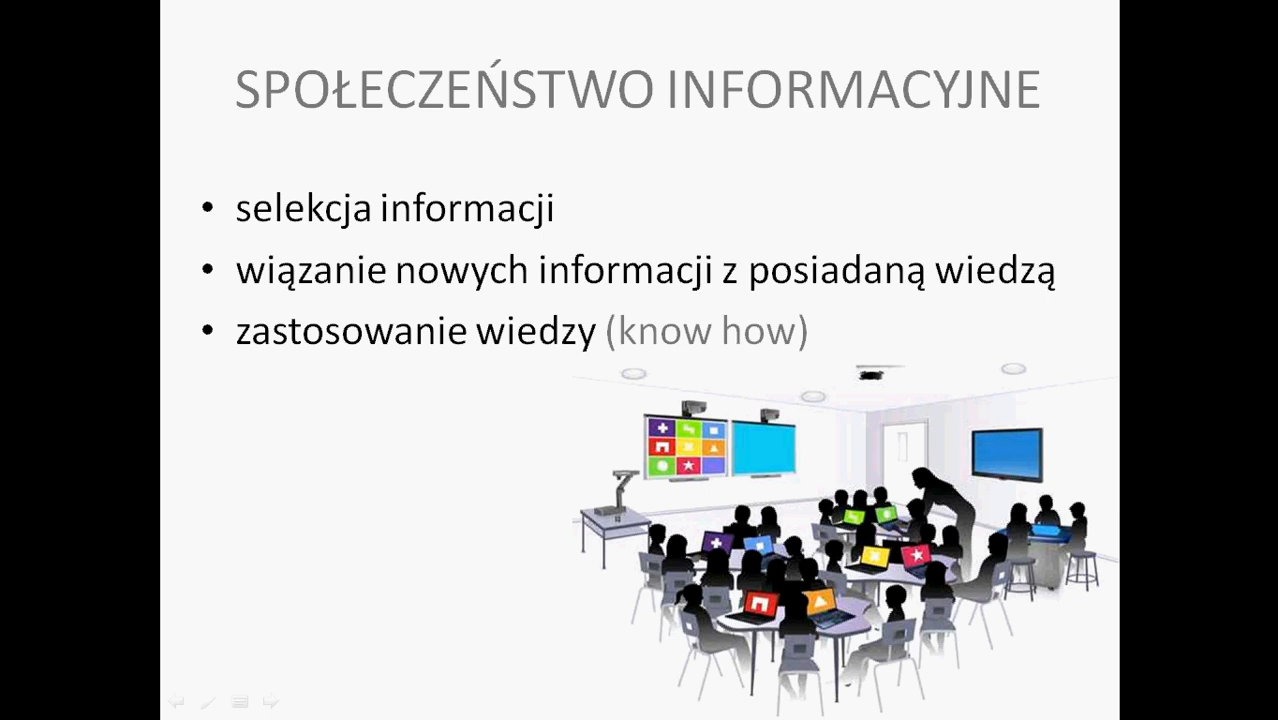 SPOŁECZEŃSTWO INFORMACYJNE
• selekcja informacji
• wiązanie nowych informacji z posiadaną wiedzą
• zastosowanie wiedzy (know how)